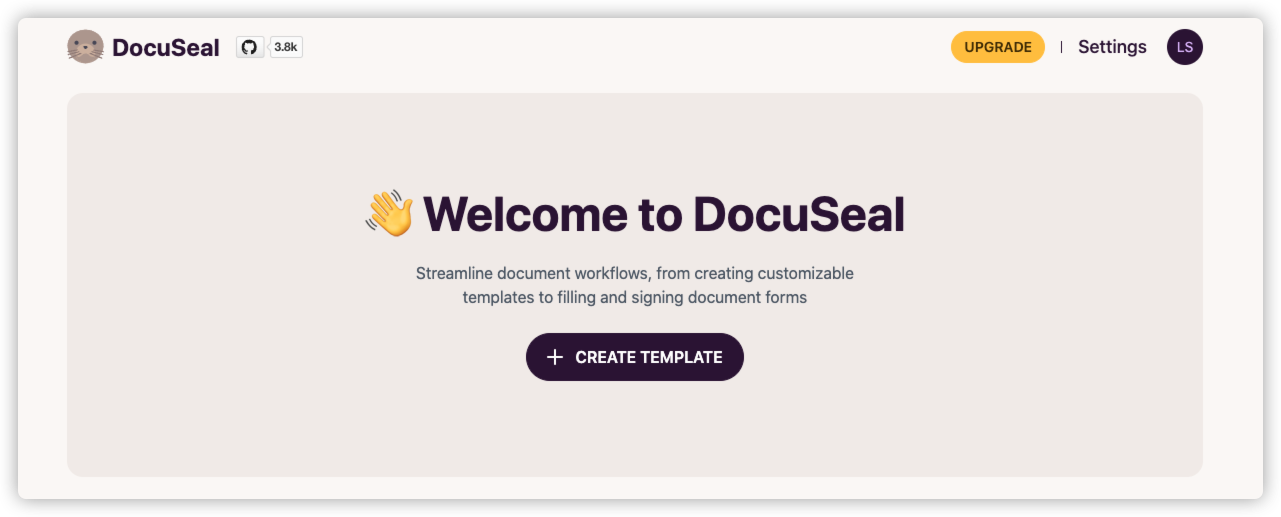 DocuSeal
3.8k
UPGRADE
Settings
LS
👋 Welcome to DocuSeal
Streamline document workflows, from creating customizable
templates to filling and signing document forms
CREATE TEMPLATE